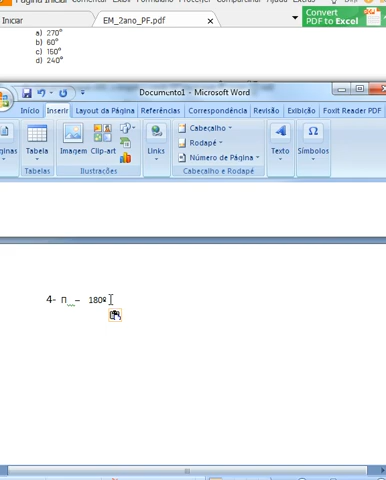 Iniciar
EM_2ano_PF.pdf
Convert
PDF to Excel
a) 270°
b) 60°
c) 150°
d) 240°
Documento1 - Microsoft Word
Início Inserir Layout da Página Referências Correspondência Revisão Exibição Foxit Reader PDF
Tabela Imagem Clip-art Links Cabeçalho Rodapé Número de Página Texto Símbolos
Tabelas Ilustrações Cabeçalho e Rodapé
4- Π – 180º